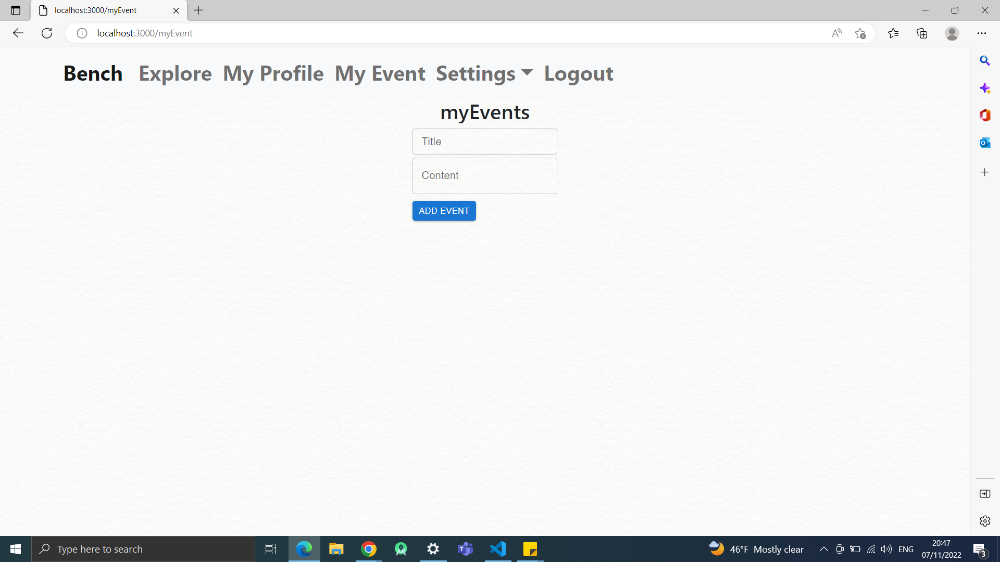 localhost:3000/myEvent
localhost:3000/myEvent
Bench Explore My Profile My Event Settings Logout
myEvents
Title
Content
ADD EVENT
Type here to search
46°F Mostly clear
ENG
20:47
07/11/2022
3